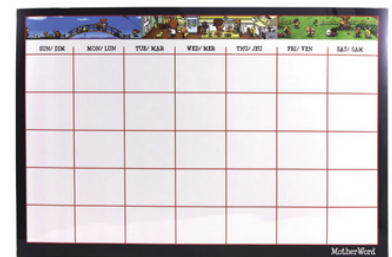 SUN/ DIM MON/ LUN TUE/ MAR WED/ MER THU/ JEU FRI/ VEN SAT/ SAM
MotherWord